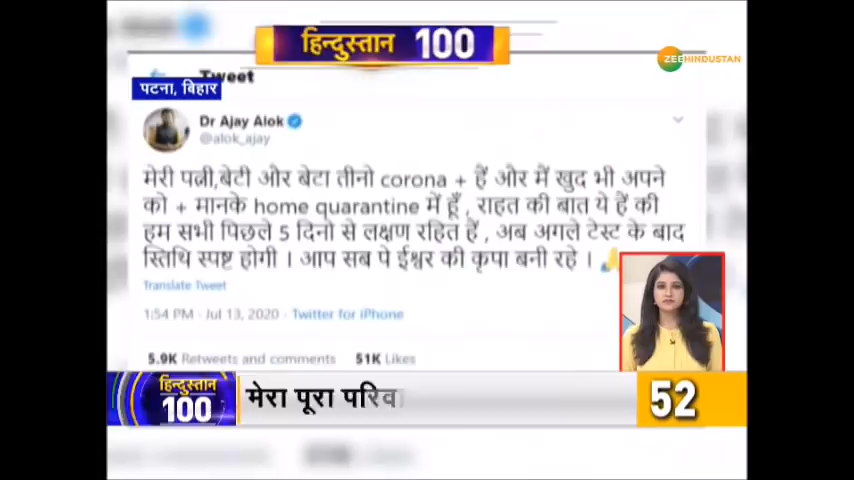 हिन्दुस्तान 100
ZEE HINDUSTAN
Tweet
पटना, बिहार
Dr Ajay Alok
@alok_ajay
मेरी पत्नी,बेटी और बेटा तीनो corona + हैं और में खुद भी अपने
को + मानके home quarantine में हूँ , राहत की बात ये हैं की
हम सभी पिछले 5 दिनो से लक्षण रहित हैं , अब अगले टेस्ट के बाद
स्तिथि स्पष्ट होगी । आप सब पे ईश्वर की कृपा बनी रहे ।
Translate Tweet
1:54 PM · Jul 13, 2020 · Twitter for iPhone
5.9K Retweets and comments 51K Likes
हिन्दुस्तान
100
मेरा पूरा परिवा
52